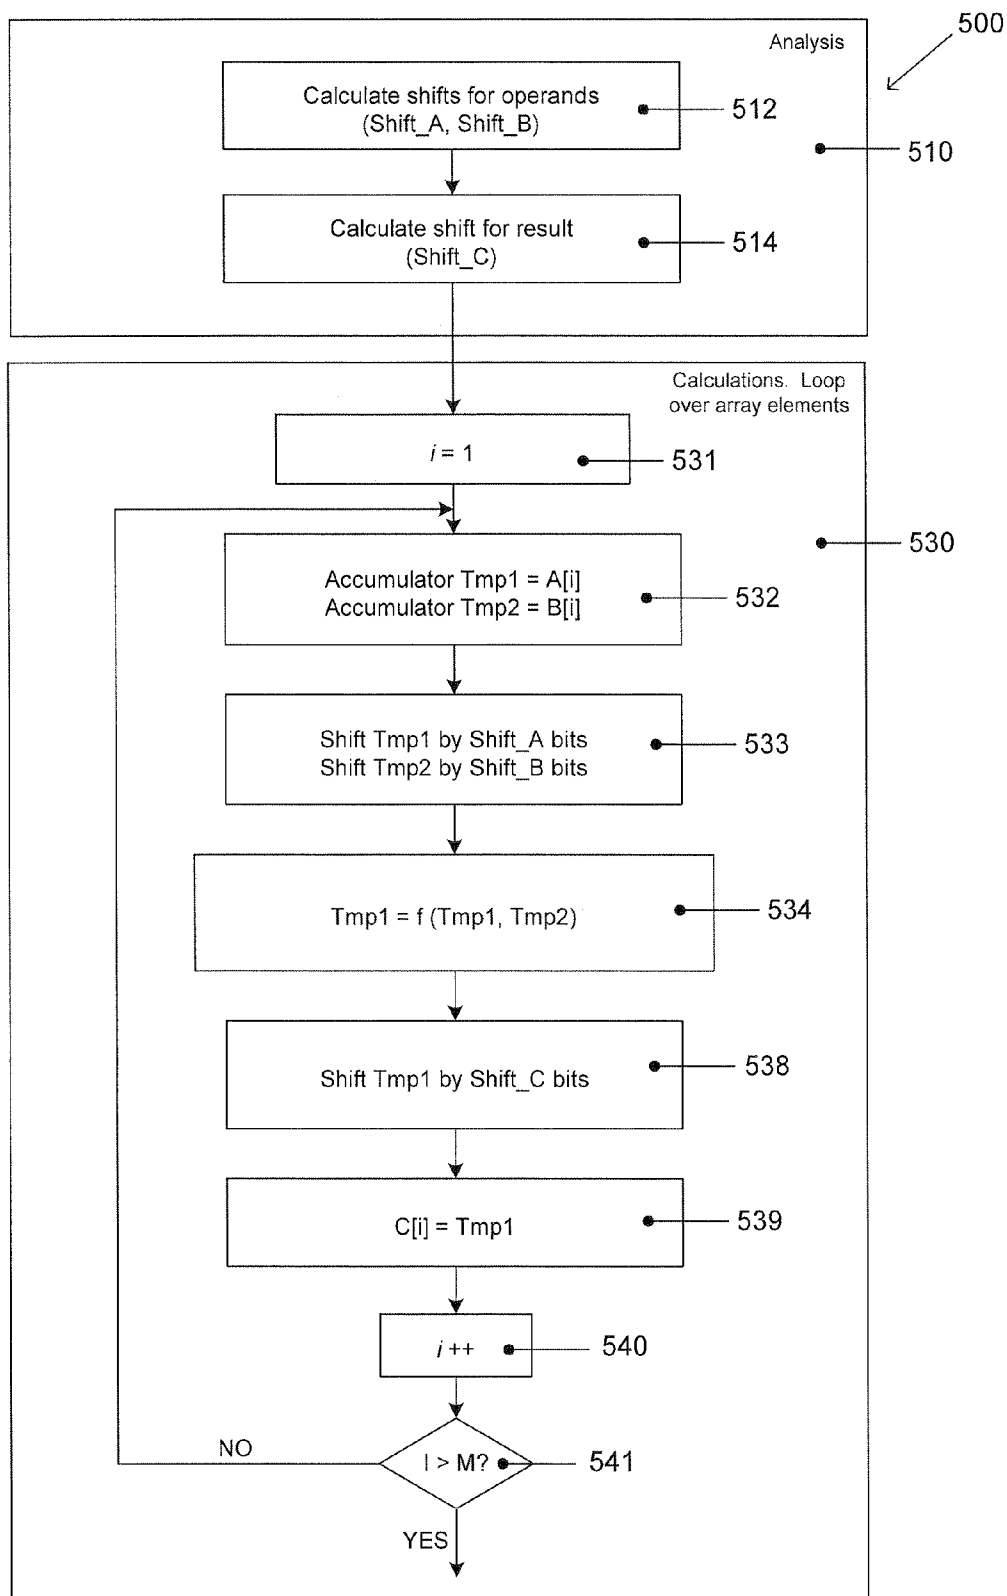 500
Analysis
Calculate shifts for operands
(Shift_A, Shift_B)
512
510
Calculate shift for result
(Shift_C)
514
Calculations. Loop
over array elements
i = 1
531
530
Accumulator Tmp1 = A[i]
Accumulator Tmp2 = B[i]
532
Shift Tmp1 by Shift_A bits
Shift Tmp2 by Shift_B bits
533
Tmp1 = f (Tmp1, Tmp2)
534
Shift Tmp1 by Shift_C bits
538
C[i] = Tmp1
539
i ++
540
NO
I > M?
541
YES